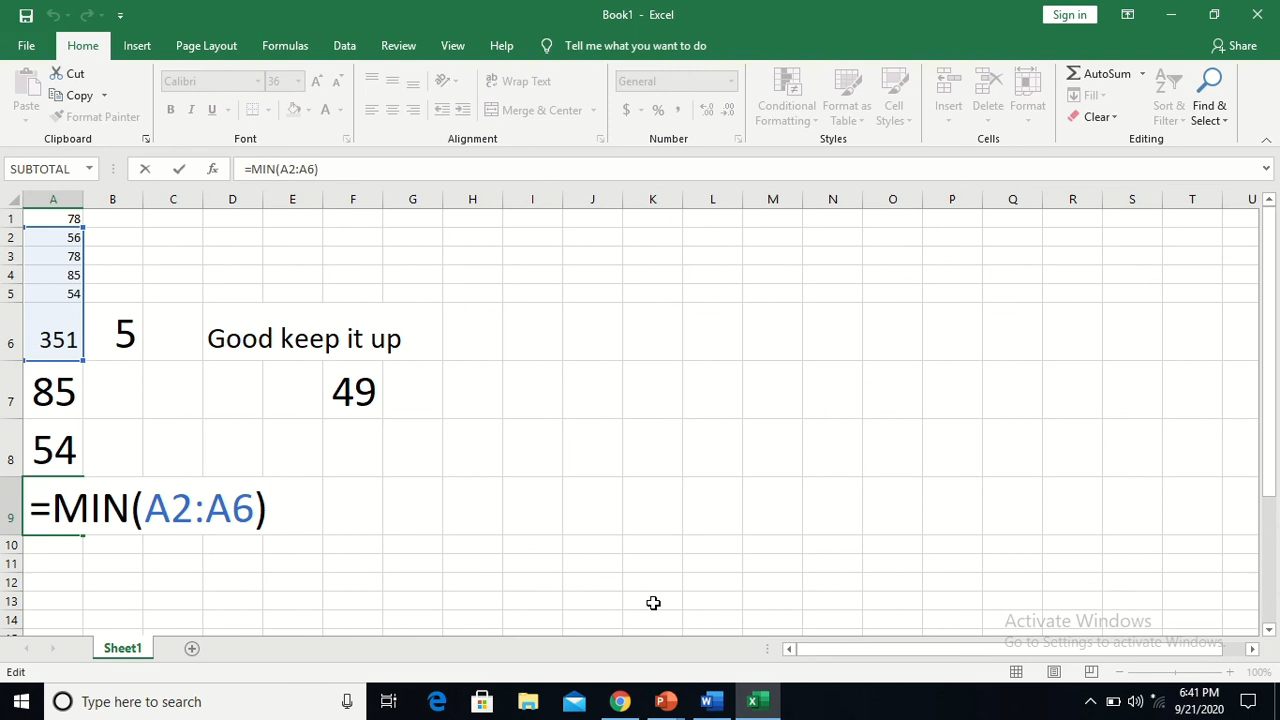 Book1 - Excel
Sign in
File Home Insert Page Layout Formulas Data Review View Help Tell me what you want to do Share
Paste
Cut
Copy
Format Painter
Clipboard
Calibri 36
B I U A
Font
Wrap Text
Merge & Center
Alignment
General
$ % ,
Number
Conditional Formatting
Format as Table
Cell Styles
Styles
Insert
Delete
Format
Cells
AutoSum
Fill
Clear
Sort & Filter
Find & Select
Editing
SUBTOTAL fx =MIN(A2:A6)
A B C D E F G H I J K L M N O P Q R S T U
1 78
2 56
3 78
4 85
5 54
6 351 5 Good keep it up
7 85 49
8 54
9 =MIN(A2:A6)
10
11
12
13
14
Activate Windows
Go to Settings to activate Windows.
Sheet1
Edit
100%
Type here to search
6:41 PM
9/21/2020